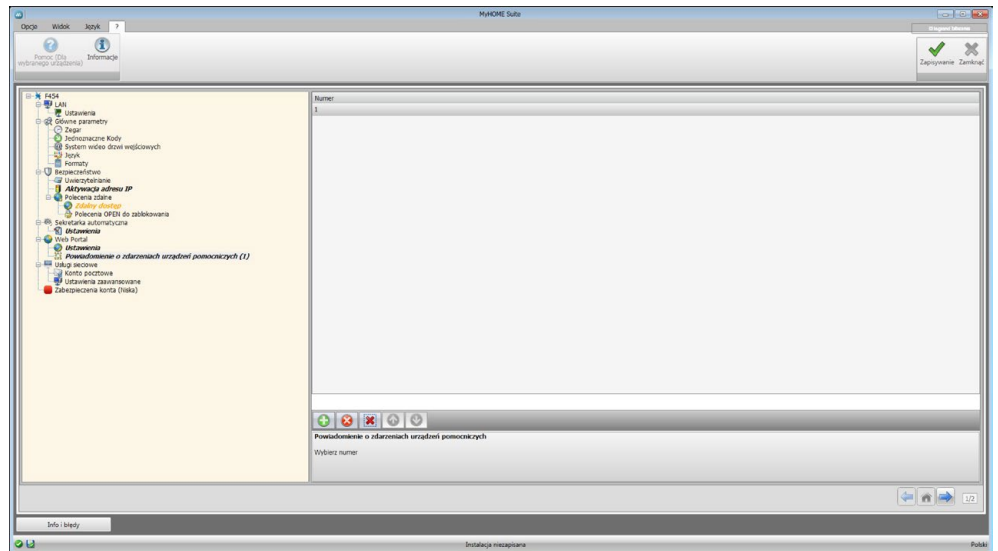 MyHOME Suite
Opcje Widok Język ?
Pomoc (Dla wybranego urządzenia)
Informacje
Zapisywanie Zamknąć
F454
LAN
Ustawienia
Główne parametry
Zegar
Jednoznaczne Kody
System wideo drzwi wejściowych
Język
Formaty
Bezpieczeństwo
Uwierzytelnianie
Aktywacja adresu IP
Polecenia zdalne
Zdalny dostęp
Polecenia OPEN do zablokowania
Sekretarka automatyczna
Ustawienia
Web Portal
Ustawienia
Powiadomienie o zdarzeniach urządzeń pomocniczych (1)
Usługi sieciowe
Konto pocztowe
Ustawienia zaawansowane
Zabezpieczenia konta (Niska)
Numer
1
Powiadomienie o zdarzeniach urządzeń pomocniczych
Wybierz numer
1/2
Info i błędy
Instalacja niezapisana
Polski